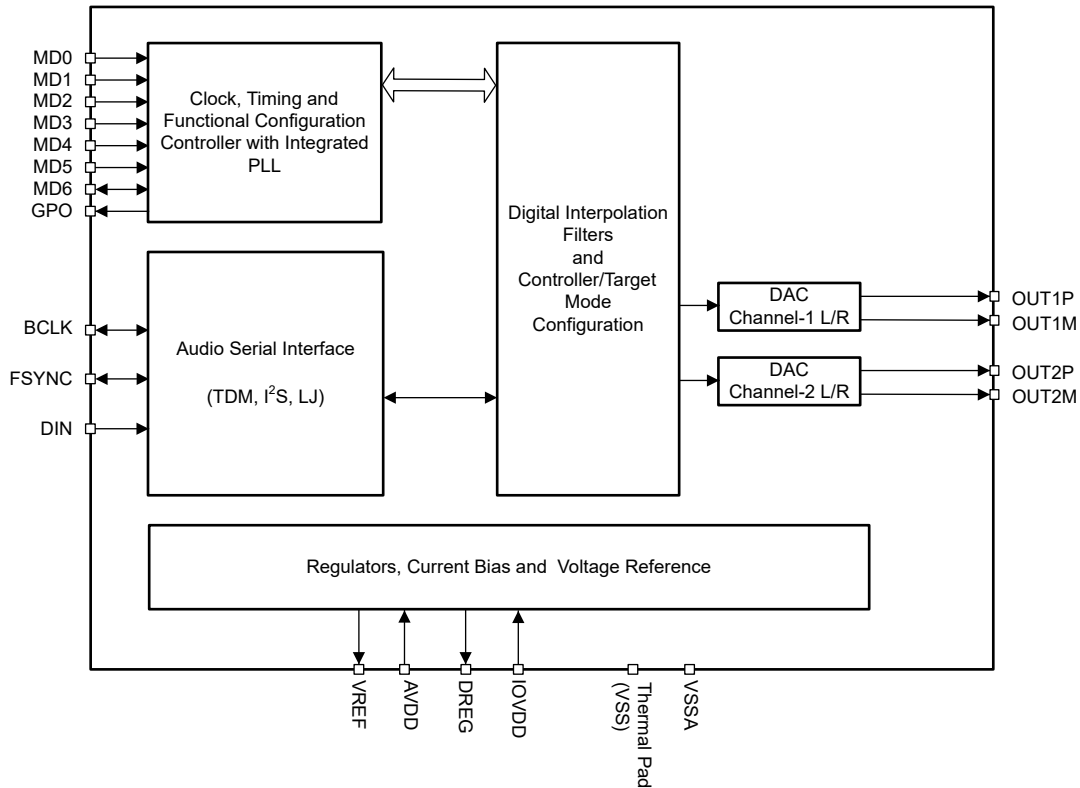 MD0
MD1
MD2
MD3
MD4
MD5
MD6
GPO
Clock, Timing and
Functional Configuration
Controller with Integrated
PLL
BCLK
FSYNC
DIN
Audio Serial Interface
(TDM, I²S, LJ)
Digital Interpolation
Filters
and
Controller/Target
Mode
Configuration
DAC
Channel-1 L/R
DAC
Channel-2 L/R
OUT1P
OUT1M
OUT2P
OUT2M
Regulators, Current Bias and Voltage Reference
VREF
AVDD
DREG
IOVDD
Thermal Pad
(VSS)
VSSA